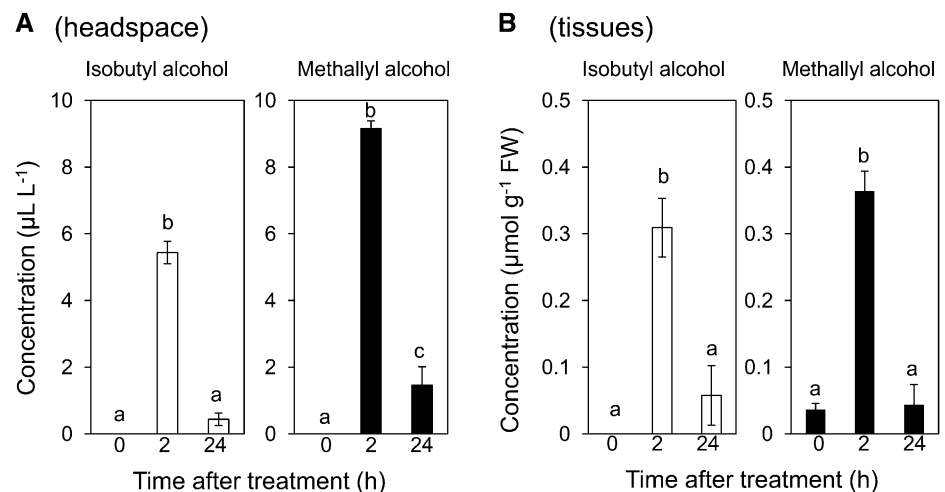 A (headspace)
B (tissues)
Isobutyl alcohol
Methallyl alcohol
Isobutyl alcohol
Methallyl alcohol
Concentration (µL L-1)
10
8
6
4
2
0
a
b
a
0
2
24
10
8
6
4
2
0
a
b
c
0
2
24
Time after treatment (h)
Concentration (µmol g-1 FW)
0.5
0.4
0.3
0.2
0.1
0
a
b
a
0
2
24
0.5
0.4
0.3
0.2
0.1
0
a
b
a
0
2
24
Time after treatment (h)